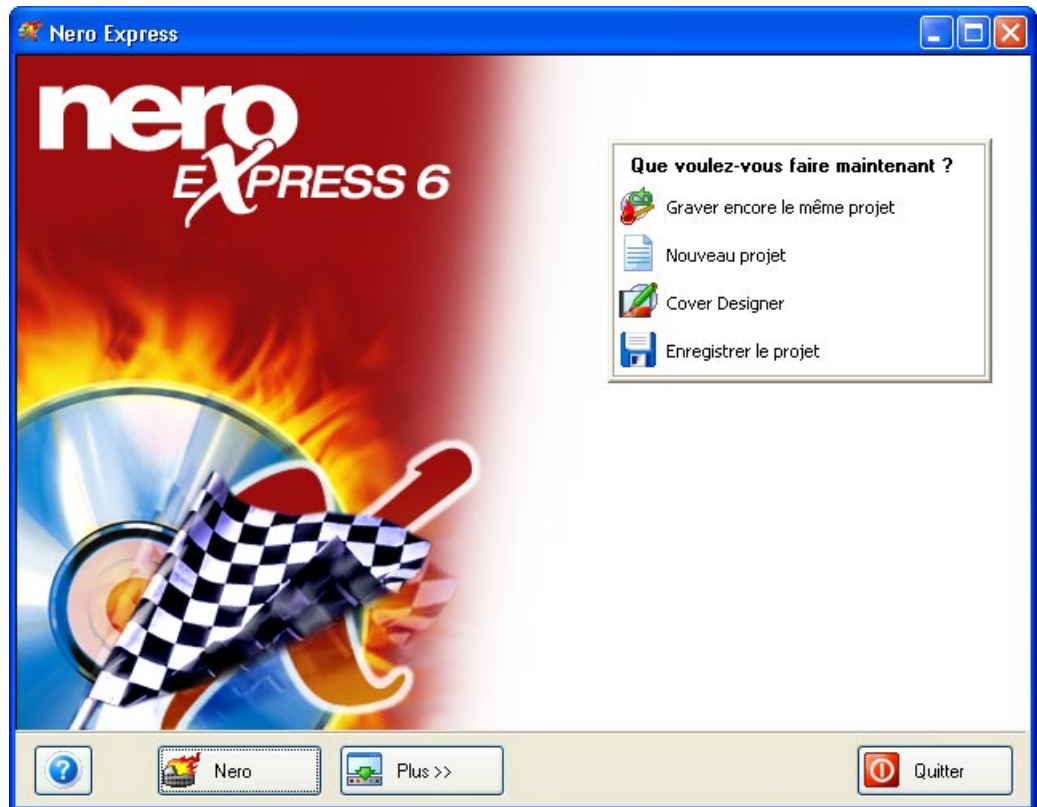 Nero Express
nero
EXPRESS 6
Que voulez-vous faire maintenant ?
Graver encore le même projet
Nouveau projet
Cover Designer
Enregistrer le projet
?
Nero
Plus >>
Quitter